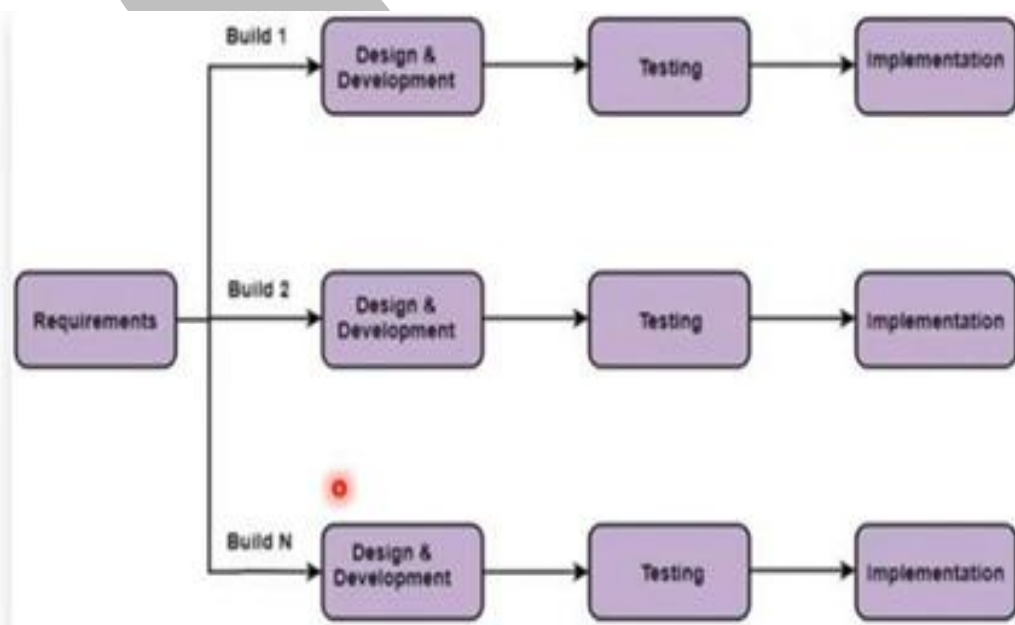 Build 1
Design &
Development
Testing
Implementation
Requirements
Build 2
Design &
Development
Testing
Implementation
Build N
Design &
Development
Testing
Implementation